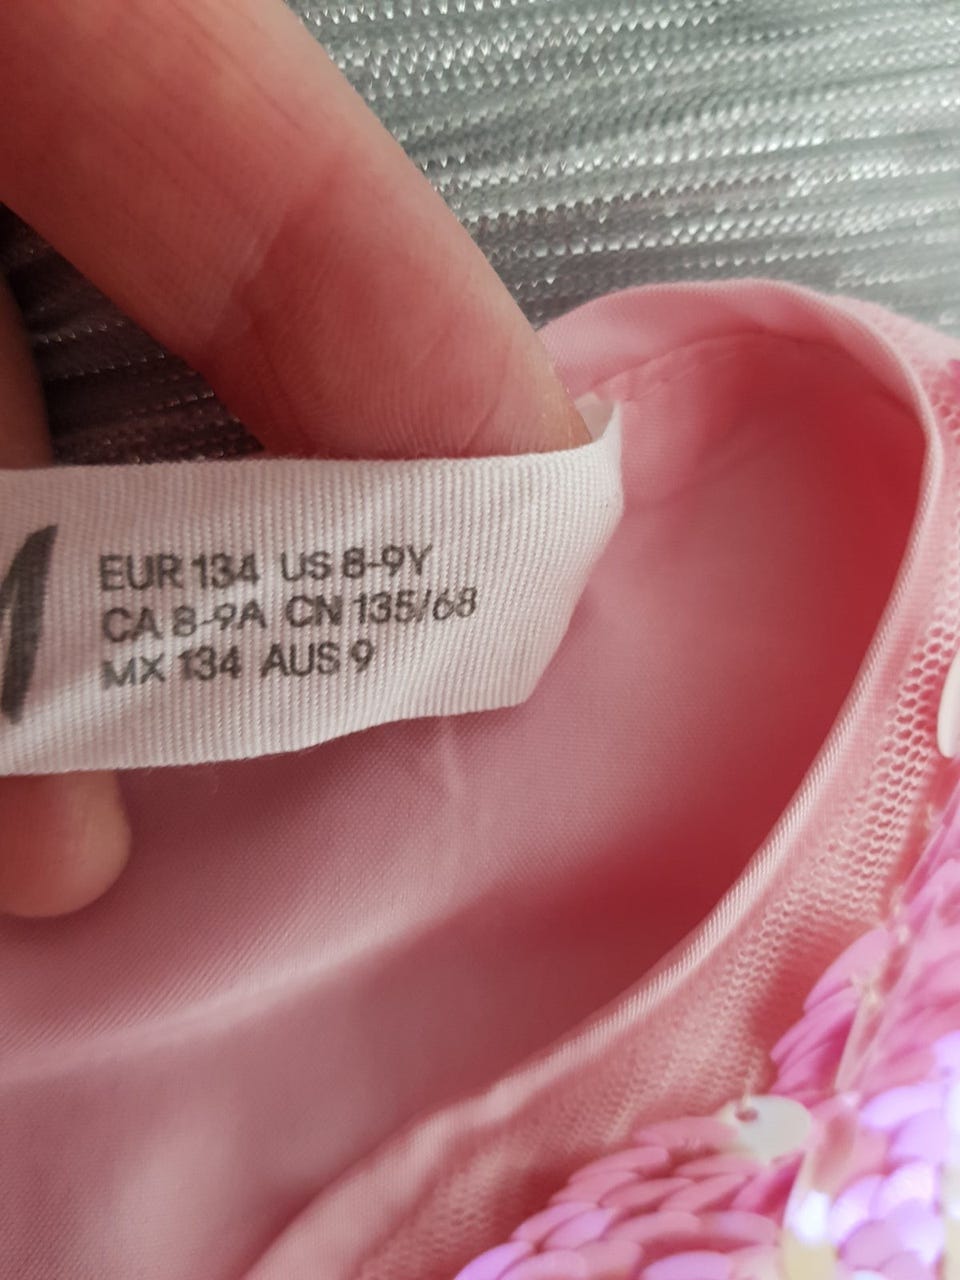 EUR 134 US 8-9Y
CA 8-9A CN 135/68
MX 134 AUS 9